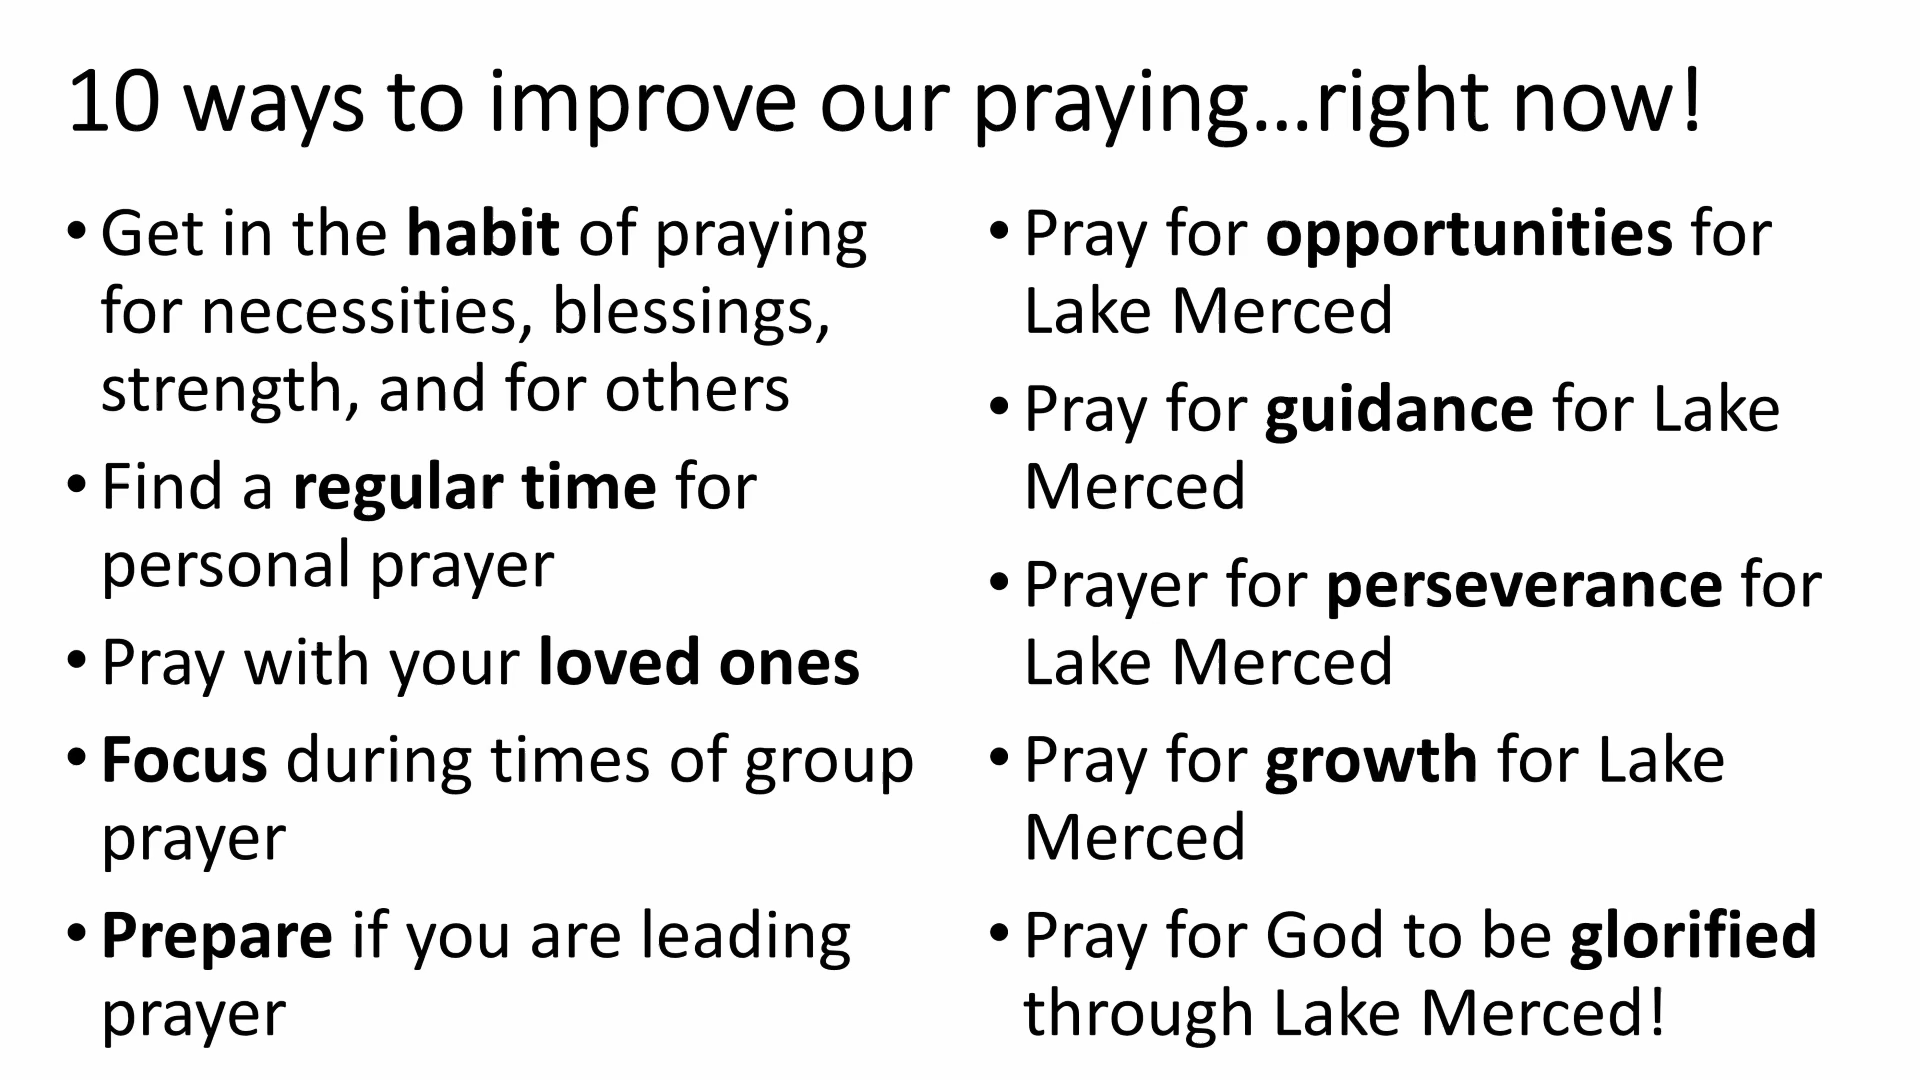 10 ways to improve our praying…right now!
• Get in the habit of praying
for necessities, blessings,
strength, and for others
• Find a regular time for
personal prayer
• Pray with your loved ones
• Focus during times of group
prayer
• Prepare if you are leading
prayer
• Pray for opportunities for
Lake Merced
• Pray for guidance for Lake
Merced
• Prayer for perseverance for
Lake Merced
• Pray for growth for Lake
Merced
• Pray for God to be glorified
through Lake Merced!